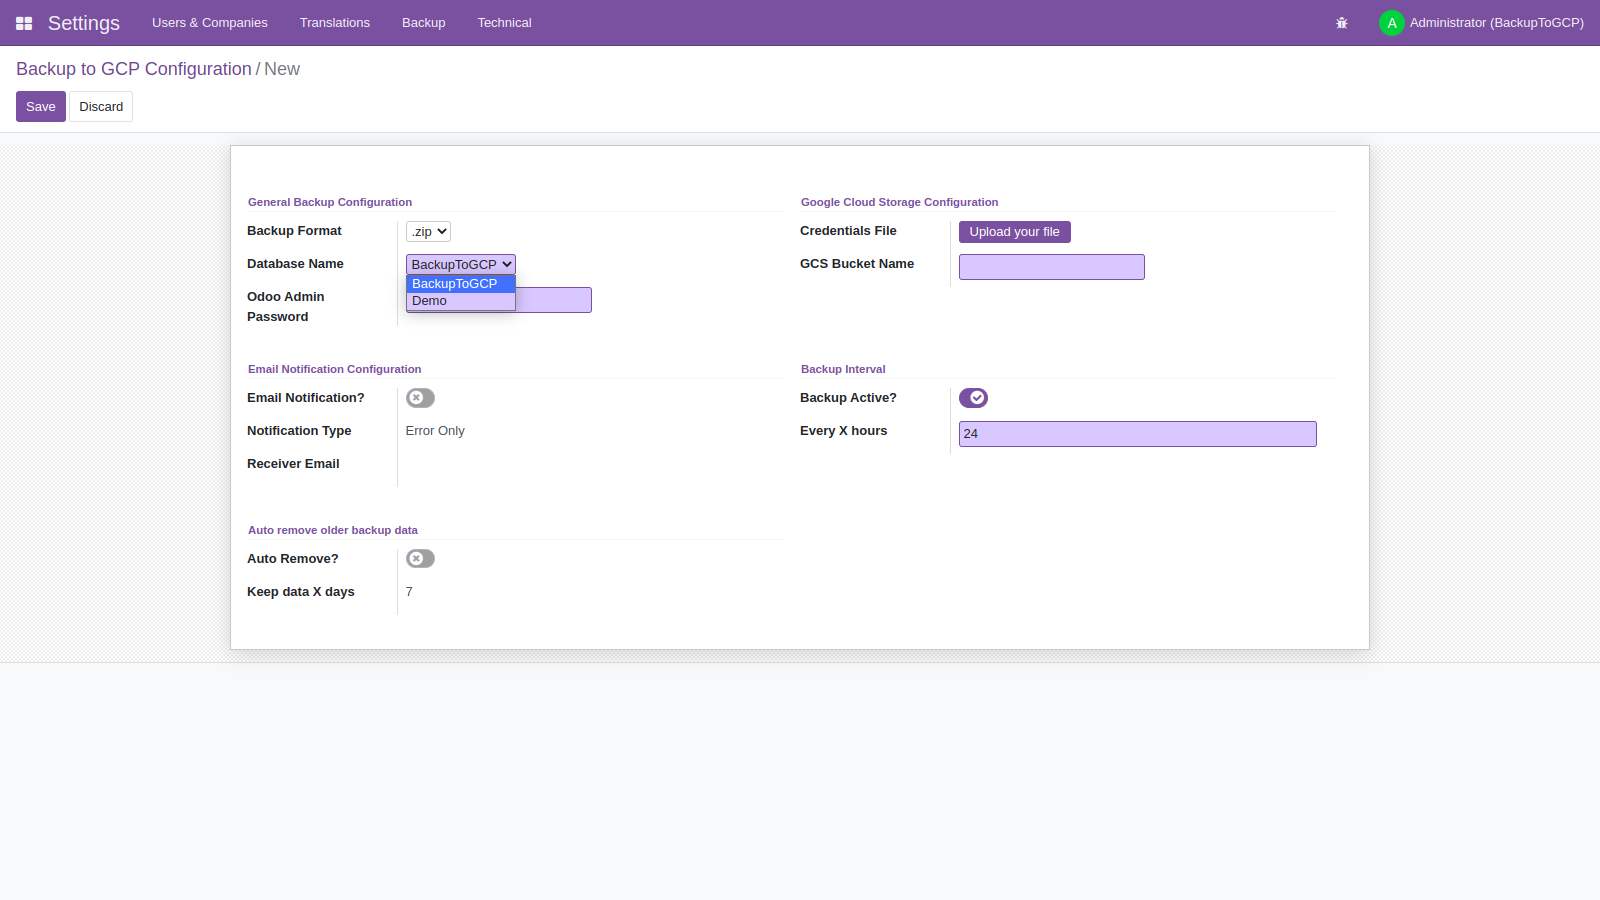 Settings Users & Companies Translations Backup Technical A Administrator (BackupToGCP)
Backup to GCP Configuration / New
Save Discard
General Backup Configuration
Backup Format .zip
Database Name BackupToGCP
BackupToGCP
Demo
Odoo Admin
Password
Google Cloud Storage Configuration
Credentials File Upload your file
GCS Bucket Name
Email Notification Configuration
Email Notification?
Notification Type Error Only
Receiver Email
Backup Interval
Backup Active?
Every X hours 24
Auto remove older backup data
Auto Remove?
Keep data X days 7